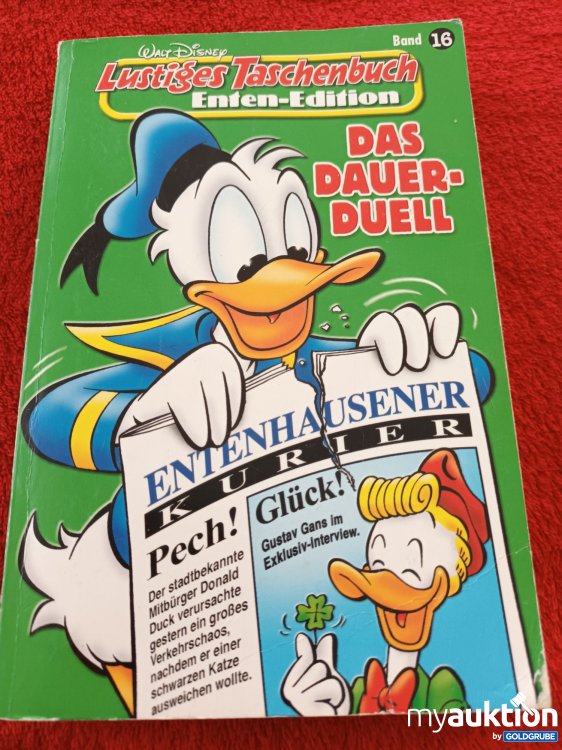 Band 16
Walt Disney
Lustiges Taschenbuch
Enten-Edition
DAS
DAUER-
DUELL
ENTENHAUSENER
KURIER
Pech!
Der stadtbekannte
Mitbürger Donald
Duck verursachte
gestern ein großes
Verkehrschaos,
nachdem er einer
schwarzen Katze
ausweichen wollte.
Glück!
Gustav Gans im
Exklusiv-Interview.
myauktion
by GOLDGRUBE